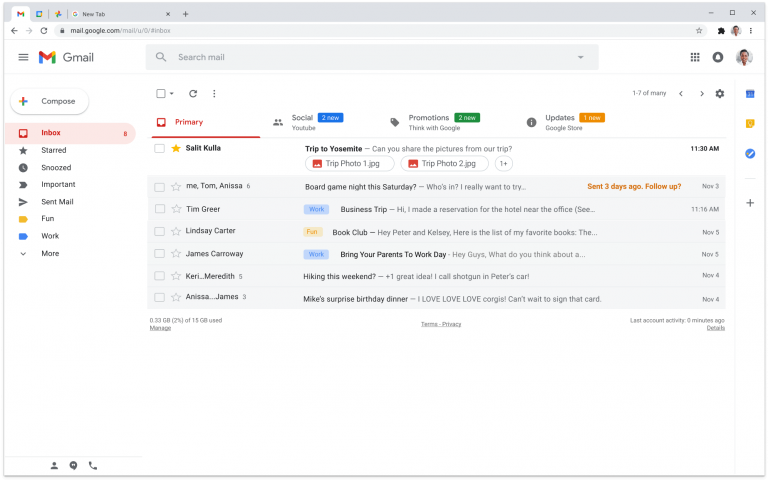 New Tab
mail.google.com/mail/u/0/#inbox
Gmail
Search mail
Compose
1-7 of many
Primary
Social 2 new
Youtube
Promotions 2 new
Think with Google
Updates 1 new
Google Store
Inbox 8
Starred
Snoozed
Important
Sent Mail
Fun
Work
More
Salit Kulla Trip to Yosemite — Can you share the pictures from our trip? 11:30 AM
Trip Photo 1.jpg Trip Photo 2.jpg 1+
me, Tom, Anissa 6 Board game night this Saturday? — Who's in? I really want to try... Sent 3 days ago. Follow up? Nov 3
Tim Greer Work Business Trip — Hi, I made a reservation for the hotel near the office (See... 11:16 AM
Lindsay Carter Fun Book Club — Hey Peter and Kelsey, Here is the list of my favorite books: The... Nov 5
James Carroway Work Bring Your Parents To Work Day - Hey Guys, What do you think about a... Nov 5
Keri...Meredith 5 Hiking this weekend? — +1 great idea! I call shotgun in Peter's car! Nov 4
Anissa...James 3 Mike's surprise birthday dinner — I LOVE LOVE LOVE corgis! Can't wait to sign that card. Nov 4
0.33 GB (2%) of 15 GB used
Manage
Terms - Privacy
Last account activity: 0 minutes ago
Details